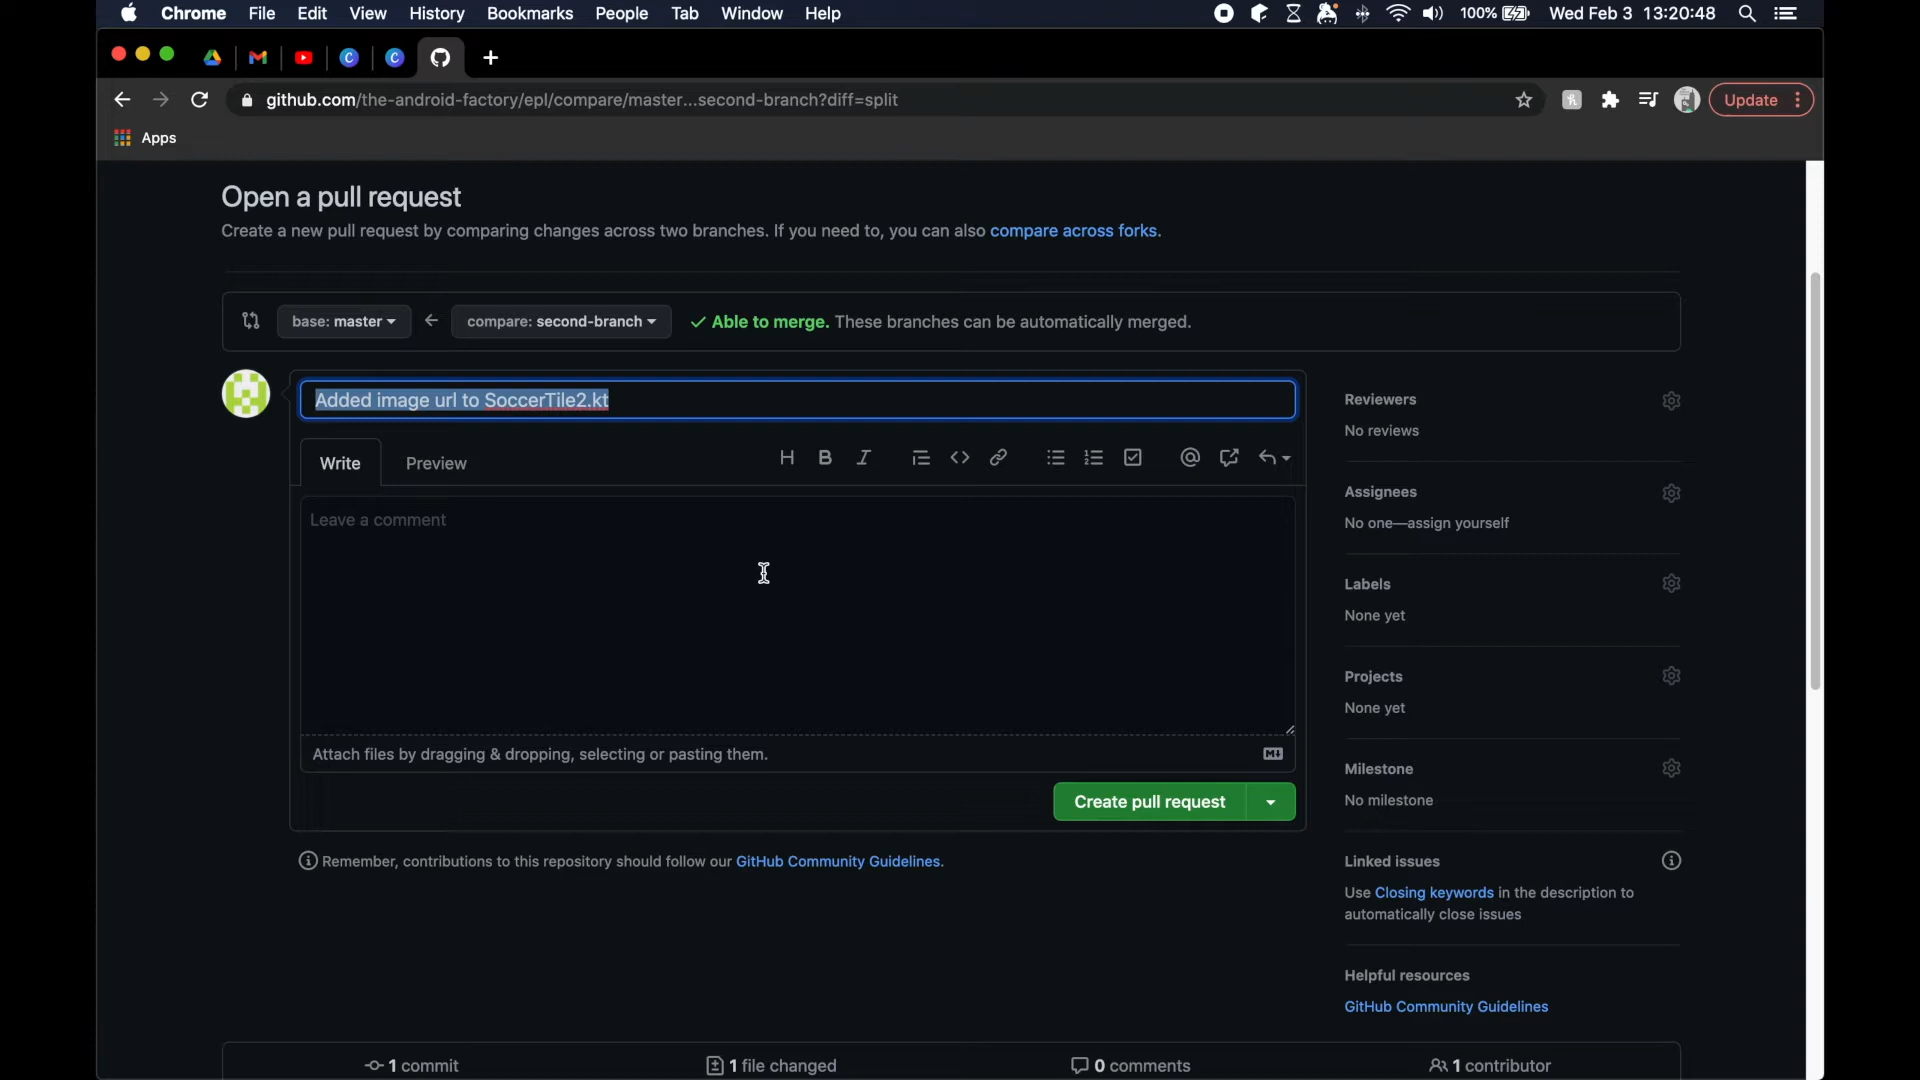 Chrome File Edit View History Bookmarks People Tab Window Help 100% Wed Feb 3 13:20:48
github.com/the-android-factory/epl/compare/master...second-branch?diff=split Update
Apps
Open a pull request
Create a new pull request by comparing changes across two branches. If you need to, you can also compare across forks.
base: master compare: second-branch Able to merge. These branches can be automatically merged.
Added image url to SoccerTile2.kt
Write Preview H B I @
Leave a comment
Attach files by dragging & dropping, selecting or pasting them.
Create pull request
Remember, contributions to this repository should follow our GitHub Community Guidelines.
Reviewers
No reviews
Assignees
No one—assign yourself
Labels
None yet
Projects
None yet
Milestone
No milestone
Linked issues
Use Closing keywords in the description to
automatically close issues
Helpful resources
GitHub Community Guidelines
1 commit 1 file changed 0 comments 1 contributor